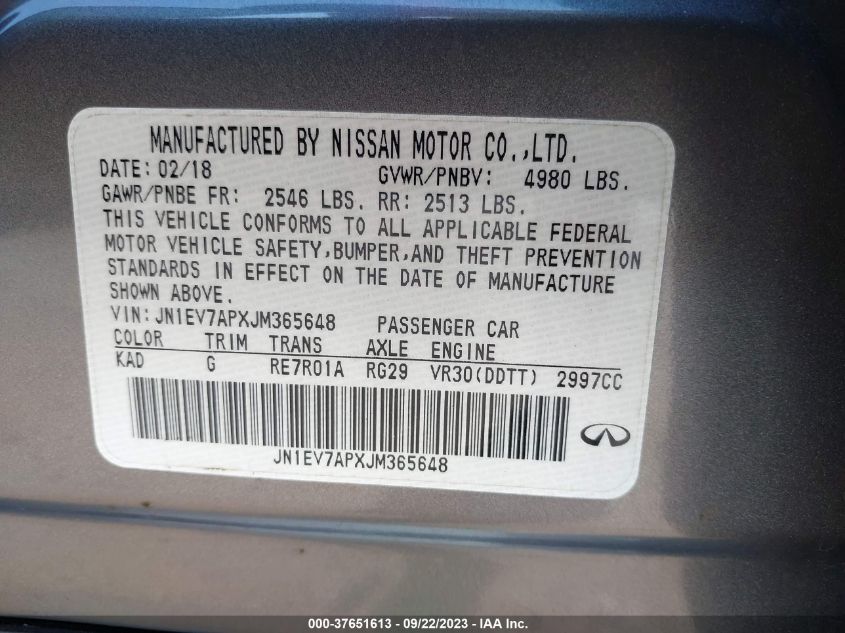 MANUFACTURED BY NISSAN MOTOR CO.,LTD.
DATE: 02/18 GVWR/PNBV: 4980 LBS.
GAWR/PNBE FR: 2546 LBS. RR: 2513 LBS.
THIS VEHICLE CONFORMS TO ALL APPLICABLE FEDERAL
MOTOR VEHICLE SAFETY,BUMPER,AND THEFT PREVENTION
STANDARDS IN EFFECT ON THE DATE OF MANUFACTURE
SHOWN ABOVE.
VIN: JN1EV7APXJM365648 PASSENGER CAR
COLOR TRIM TRANS AXLE ENGINE
KAD G RE7R01A RG29 VR30(DDTT) 2997CC
JN1EV7APXJM365648
000-37651613 - 09/22/2023 - IAA Inc.